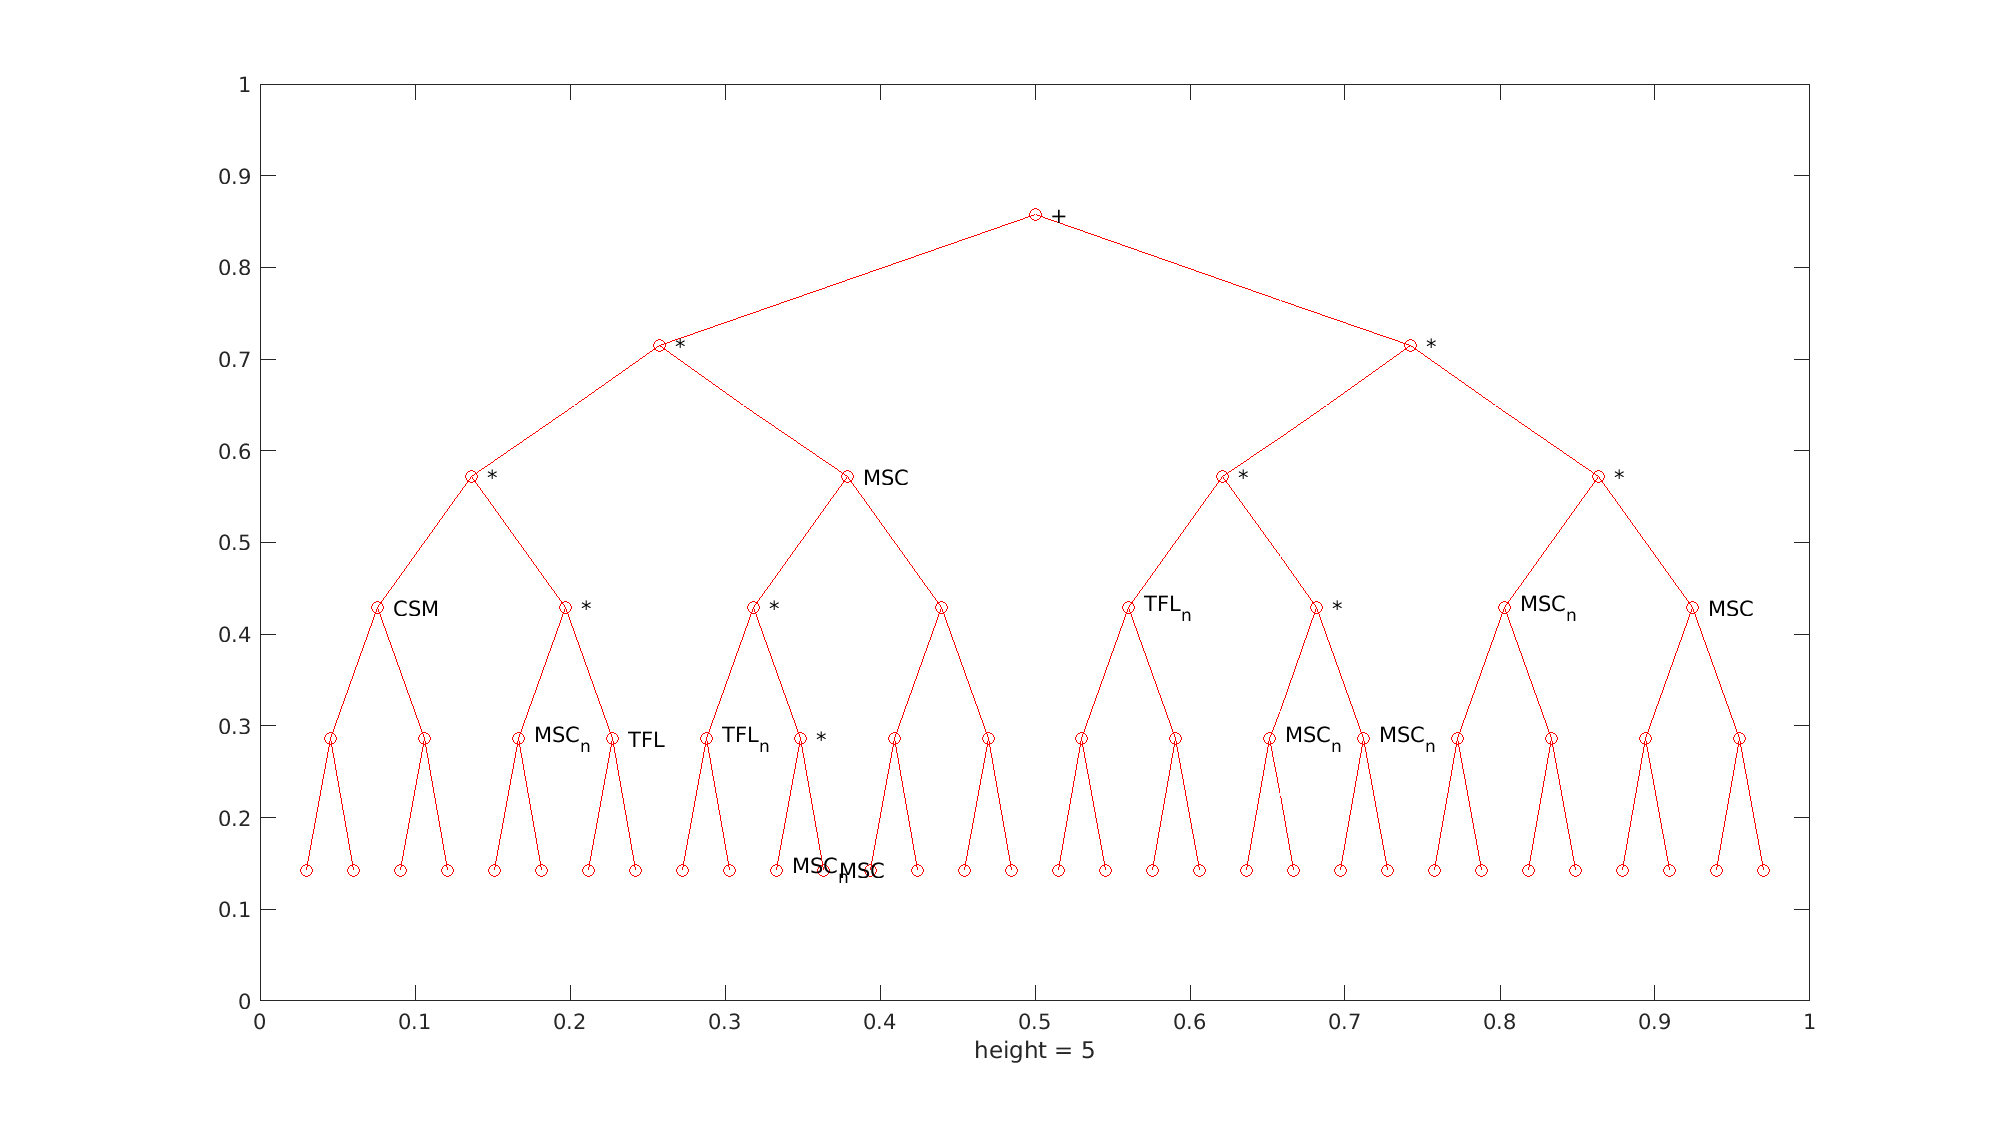 1
0.9
+
0.8
0.7
* *
0.6
* MSC * *
0.5
CSM * * TFLn * MSCn MSC
0.4
0.3
MSCn TFL TFLn * MSCn MSCn
0.2
MSCn MSC
0.1
0
0 0.1 0.2 0.3 0.4 0.5 0.6 0.7 0.8 0.9 1
height = 5